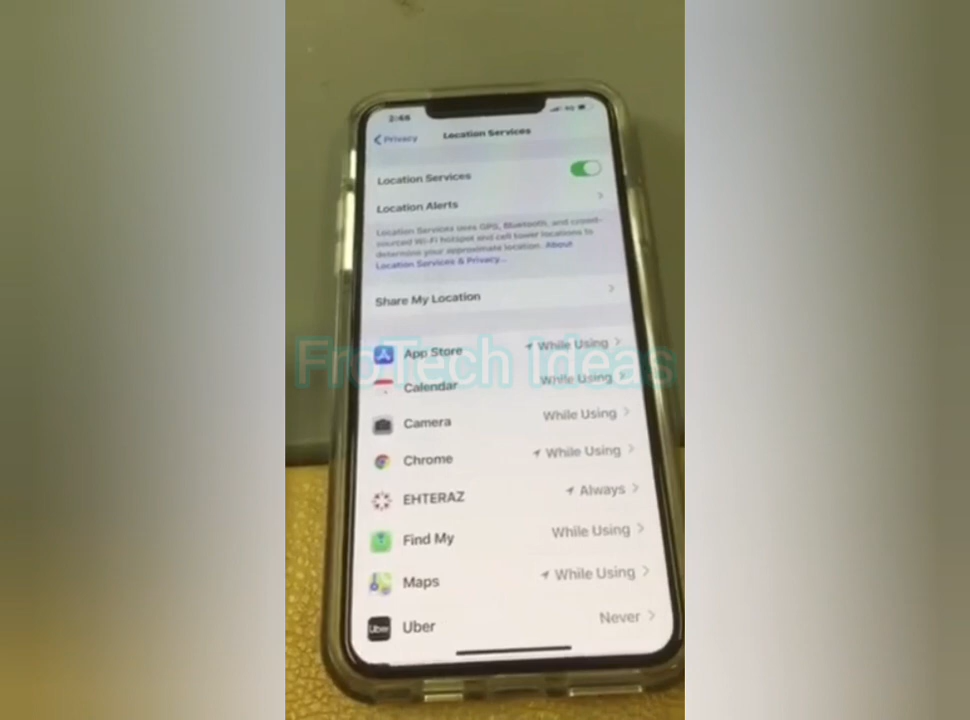 2:46
4G
Privacy
Location Services
Location Services
Location Alerts
Location Services uses GPS, Bluetooth, and crowd-
sourced Wi-Fi hotspot and cell tower locations to
determine your approximate location. About
Location Services & Privacy...
Share My Location
App Store While Using
FroTech Ideas
Calendar While Using
Camera While Using
Chrome While Using
EHTERAZ Always
Find My While Using
Maps While Using
Uber Uber Never